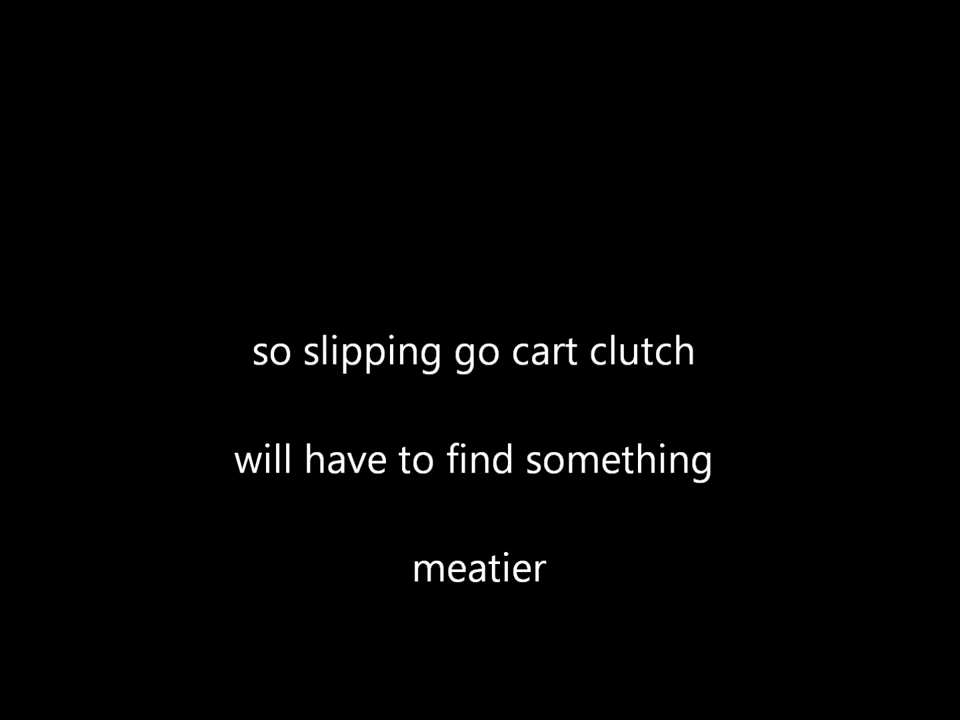 so slipping go cart clutch
will have to find something
meatier